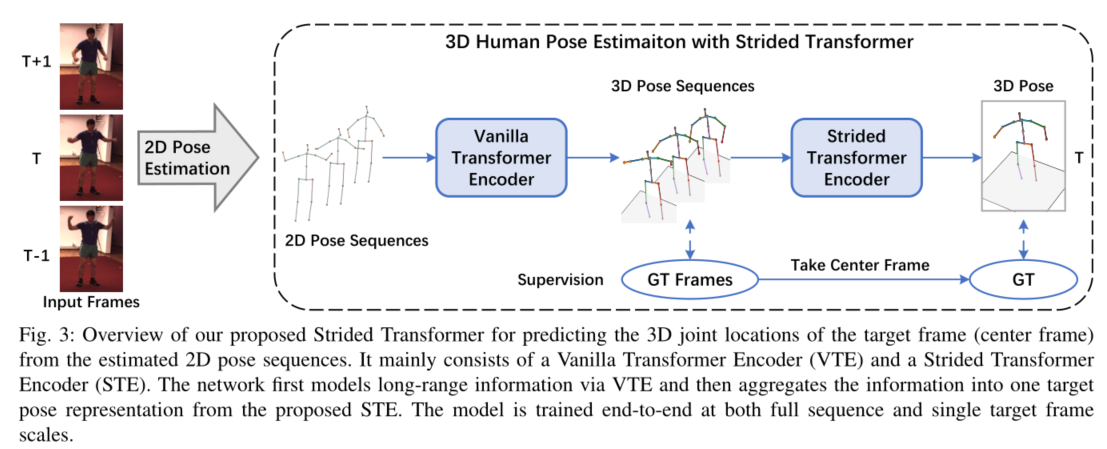 3D Human Pose Estimaiton with Strided Transformer
T+1
T
T-1
Input Frames
2D Pose
Estimation
2D Pose Sequences
Vanilla
Transformer
Encoder
3D Pose Sequences
Strided
Transformer
Encoder
3D Pose
T
Supervision
GT Frames
Take Center Frame
GT
Fig. 3: Overview of our proposed Strided Transformer for predicting the 3D joint locations of the target frame (center frame)
from the estimated 2D pose sequences. It mainly consists of a Vanilla Transformer Encoder (VTE) and a Strided Transformer
Encoder (STE). The network first models long-range information via VTE and then aggregates the information into one target
pose representation from the proposed STE. The model is trained end-to-end at both full sequence and single target frame
scales.